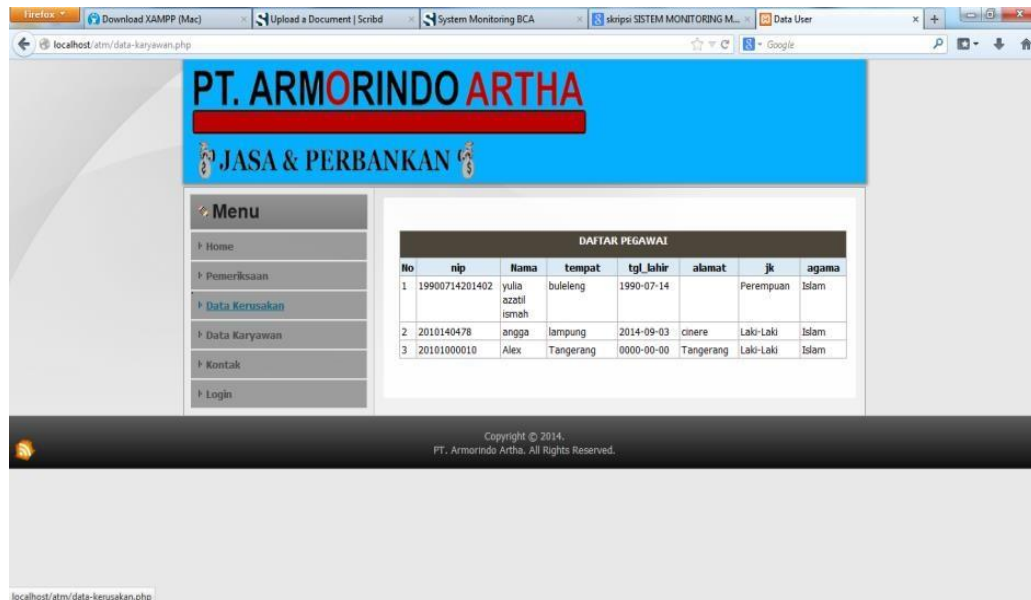 Firefox
Download XAMPP (Mac)
Upload a Document | Scribd
System Monitoring BCA
skripsi SISTEM MONITORING M...
Data User
localhost/atm/data-karyawan.php
Google
PT. ARMORINDO ARTHA
JASA & PERBANKAN
Menu
Home
Pemeriksaan
Data Kerusakan
Data Karyawan
Kontak
Login
DAFTAR PEGAWAI
No nip Nama tempat tgl_lahir alamat jk agama
1 19900714201402 yulia azatil ismah buleleng 1990-07-14 Perempuan Islam
2 2010140478 angga lampung 2014-09-03 cinere Laki-Laki Islam
3 20101000010 Alex Tangerang 0000-00-00 Tangerang Laki-Laki Islam
Copyright © 2014.
PT. Armorindo Artha. All Rights Reserved.
localhost/atm/data-kerusakan.php